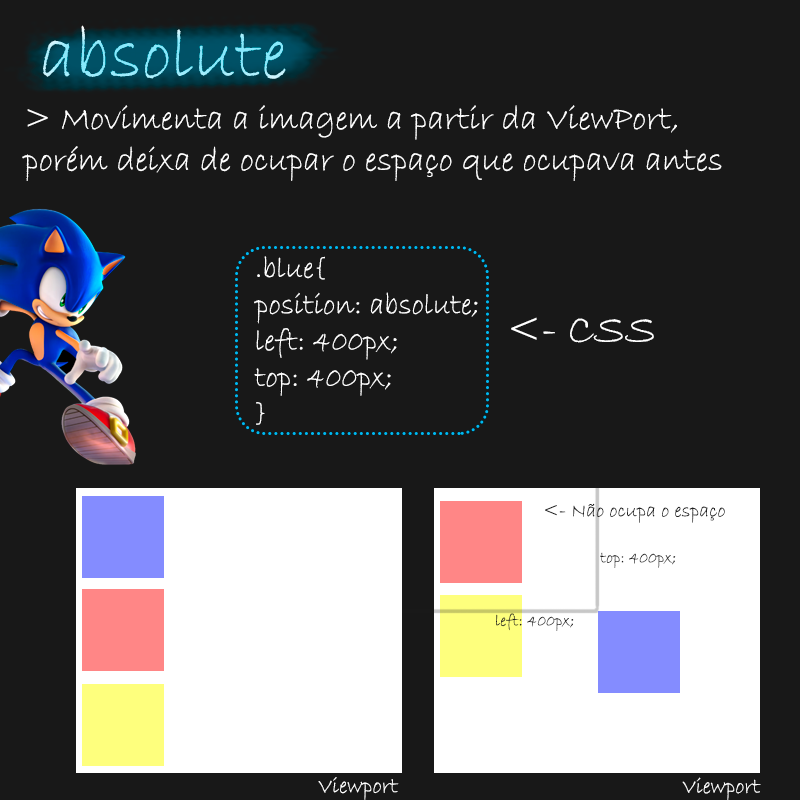 absolute
> Movimenta a imagem a partir da ViewPort,
porém deixa de ocupar o espaço que ocupava antes
.blue{
position: absolute;
left: 400px;
top: 400px;
}
<- CSS
<- Não ocupa o espaço
top: 400px;
left: 400px;
Viewport
Viewport